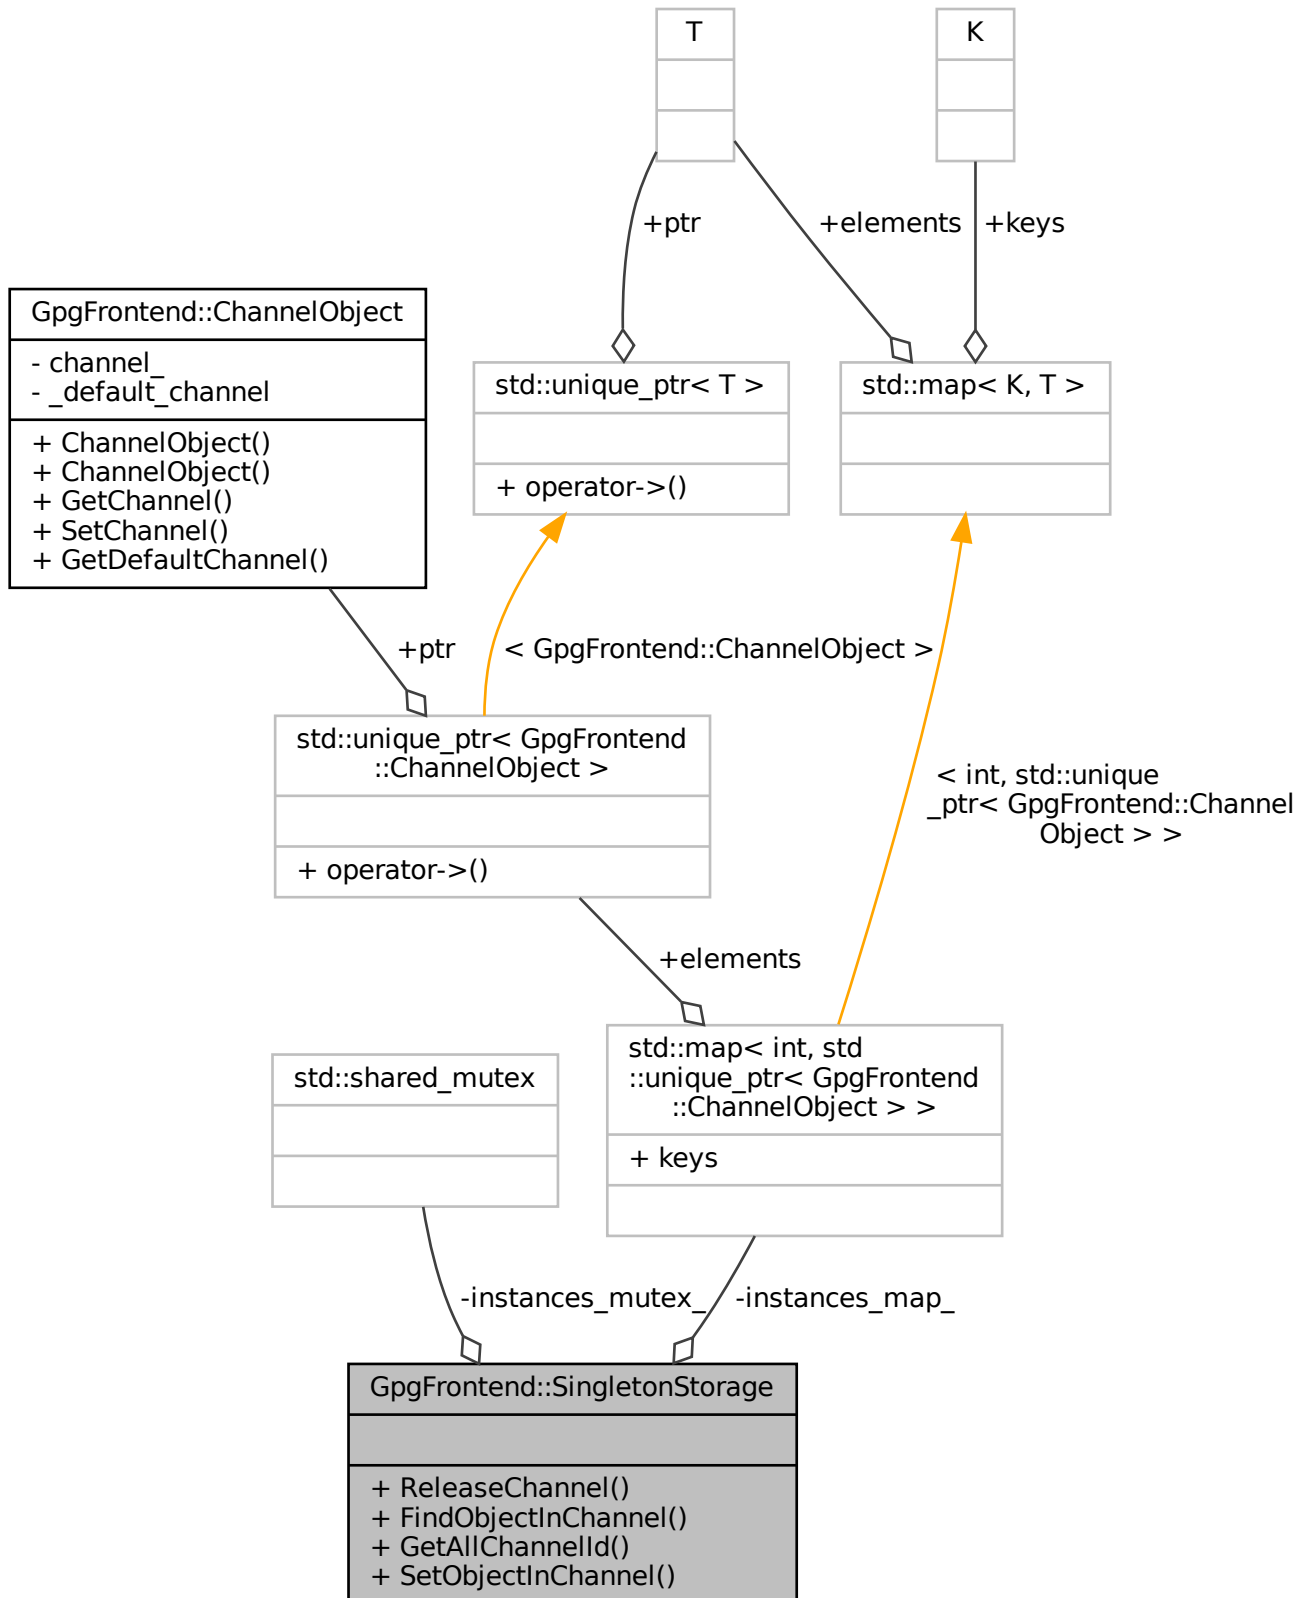 T
K
+ptr
+elements
+keys
GpgFrontend::ChannelObject
- channel_
- _default_channel
+ ChannelObject()
+ ChannelObject()
+ GetChannel()
+ SetChannel()
+ GetDefaultChannel()
std::unique_ptr< T >
+ operator->()
std::map< K, T >
+ptr
< GpgFrontend::ChannelObject >
std::unique_ptr< GpgFrontend
::ChannelObject >
+ operator->()
< int, std::unique
_ptr< GpgFrontend::Channel
Object > >
+elements
std::shared_mutex
std::map< int, std
::unique_ptr< GpgFrontend
::ChannelObject > >
+ keys
-instances_mutex_
-instances_map_
GpgFrontend::SingletonStorage
+ ReleaseChannel()
+ FindObjectInChannel()
+ GetAllChannelId()
+ SetObjectInChannel()